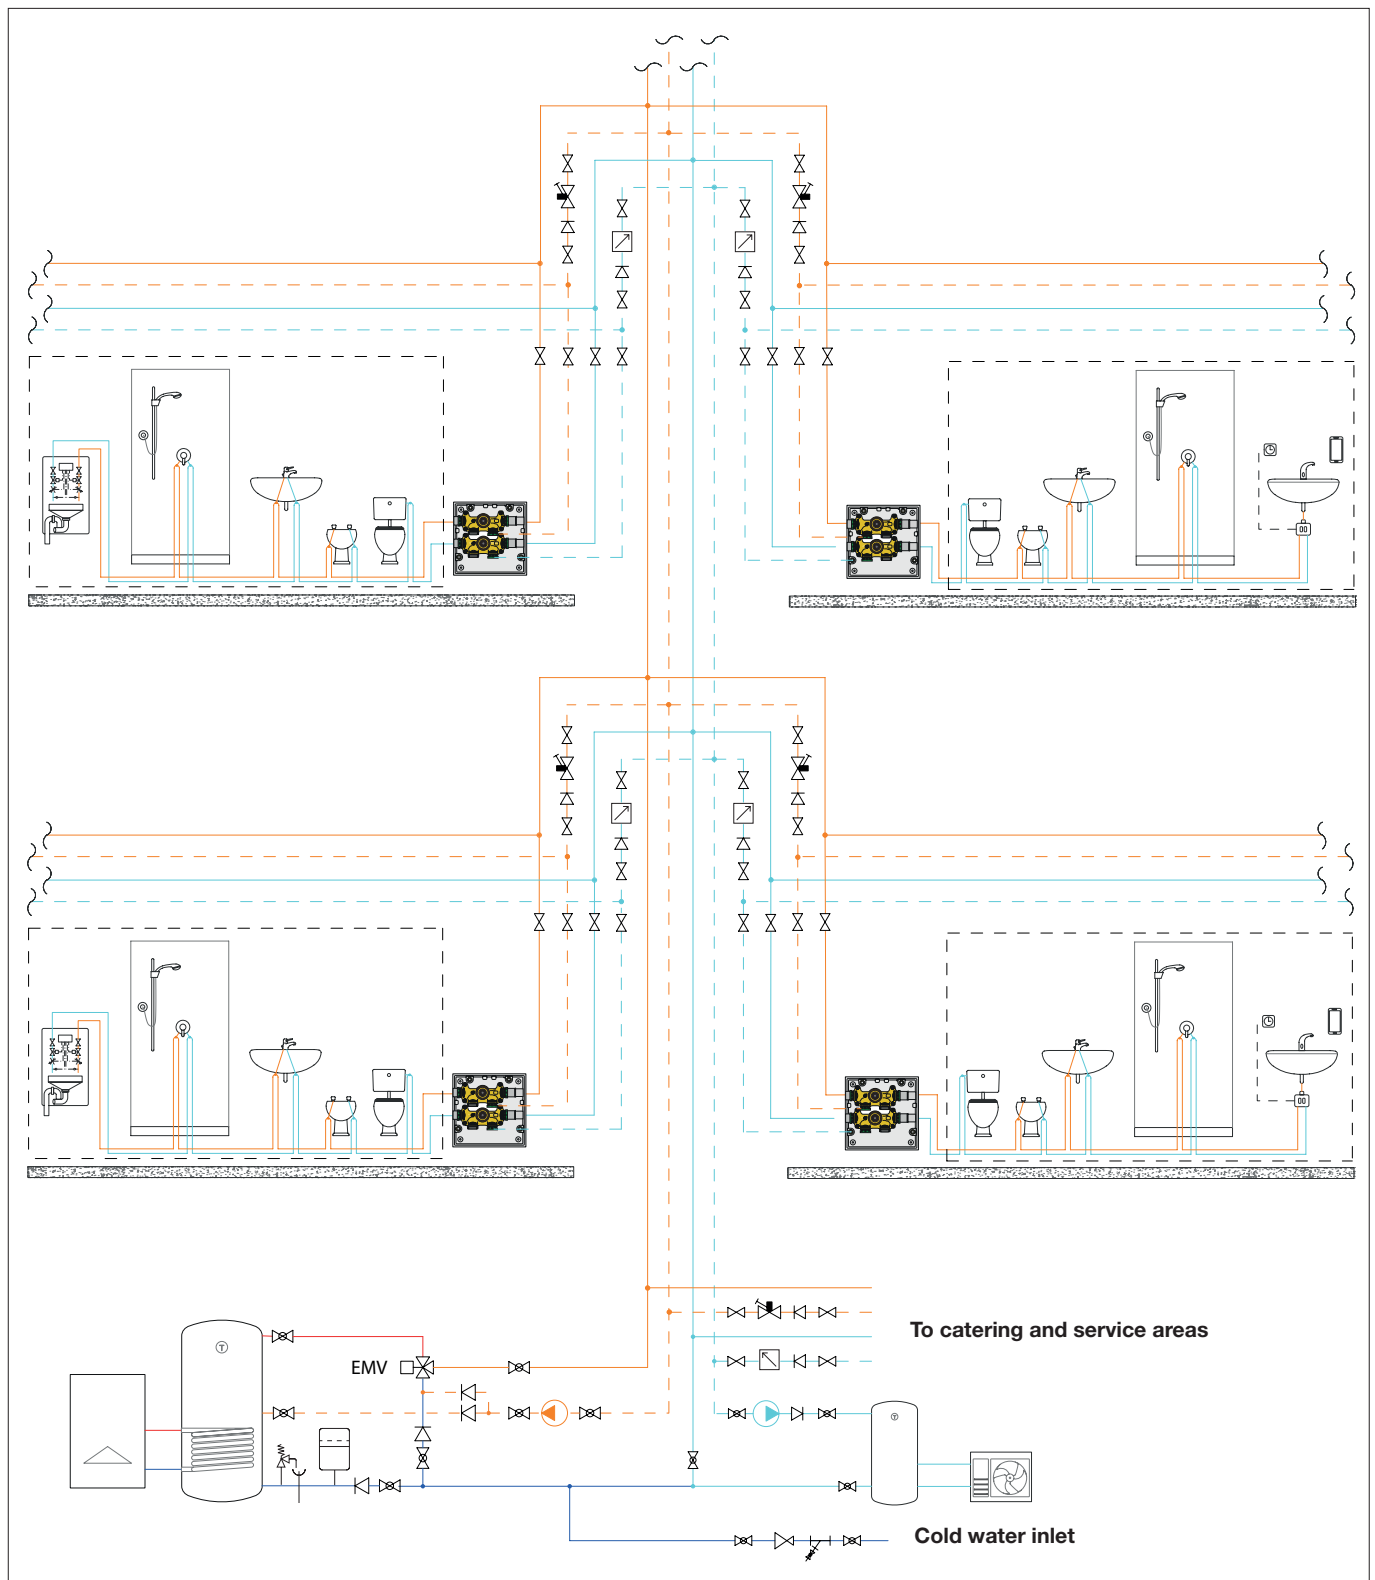 To catering and service areas
T
EMV
T
Cold water inlet